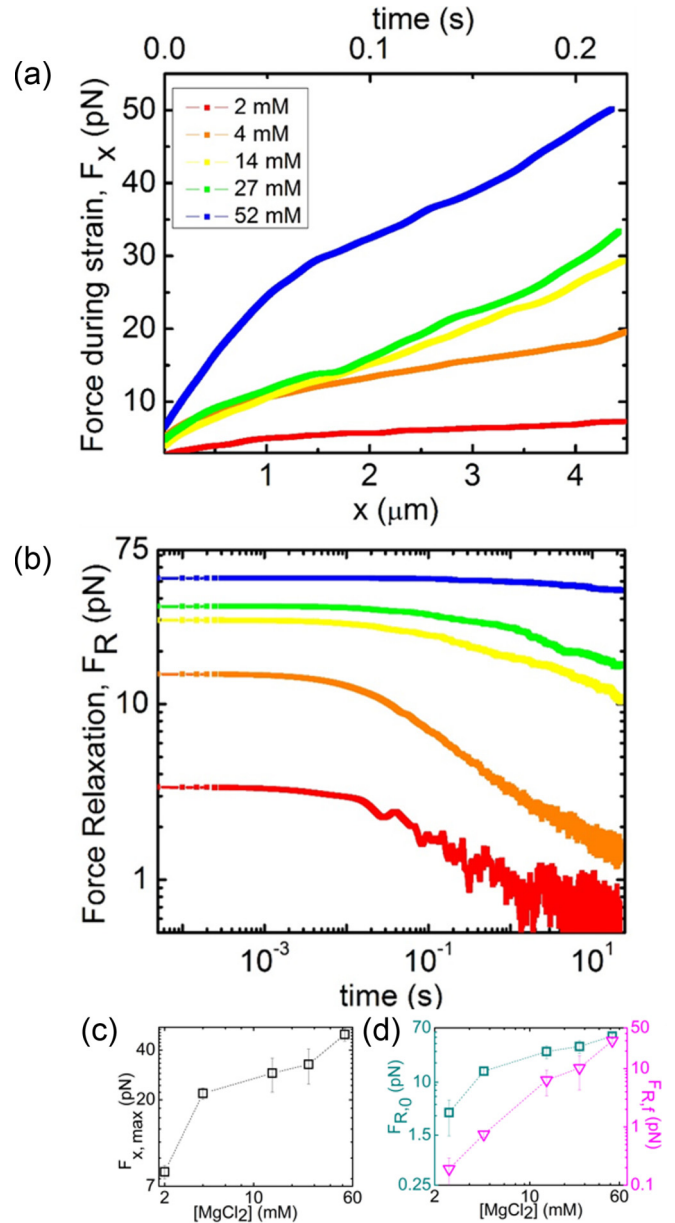 time (s)
0.0 0.1 0.2
(a)
Force during strain, Fx (pN)
50
40
30
20
10
2 mM
4 mM
14 mM
27 mM
52 mM
1 2 3 4
x (μm)
(b)
Force Relaxation, FR (pN)
75
10
1
10-3 10-1 101
time (s)
(c)
Fx, max (pN)
40
20
7
2 10 60
[MgCl2] (mM)
(d)
FR,0 (pN)
70
10
1.5
0.25
50
10
1
0.1
FR,f (pN)
2 10 60
[MgCl2] (mM)